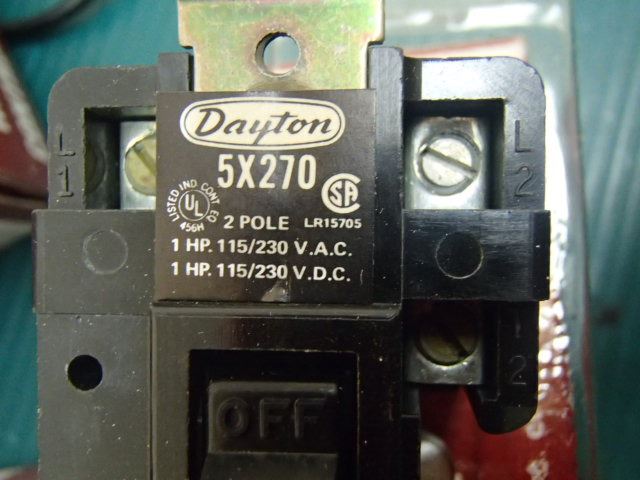 Dayton
5X270
LISTED IND CONT EQ
UL
456H
SA
2 POLE LR15705
1 HP. 115/230 V.A.C.
1 HP. 115/230 V.D.C.
L
1
L
2
2
OFF